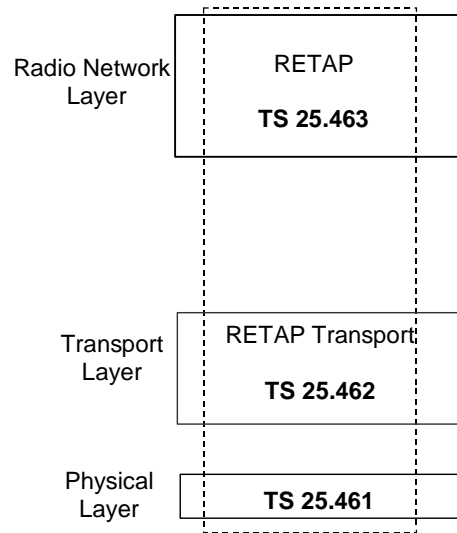 Radio Network
Layer
RETAP
TS 25.463
Transport
Layer
RETAP Transport
TS 25.462
Physical
Layer
TS 25.461